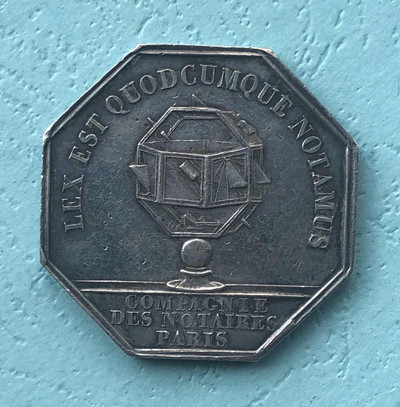 LEX EST QUODCUMQUE NOTAMUS
COMPAGNIE
DES NOTAIRES
PARIS